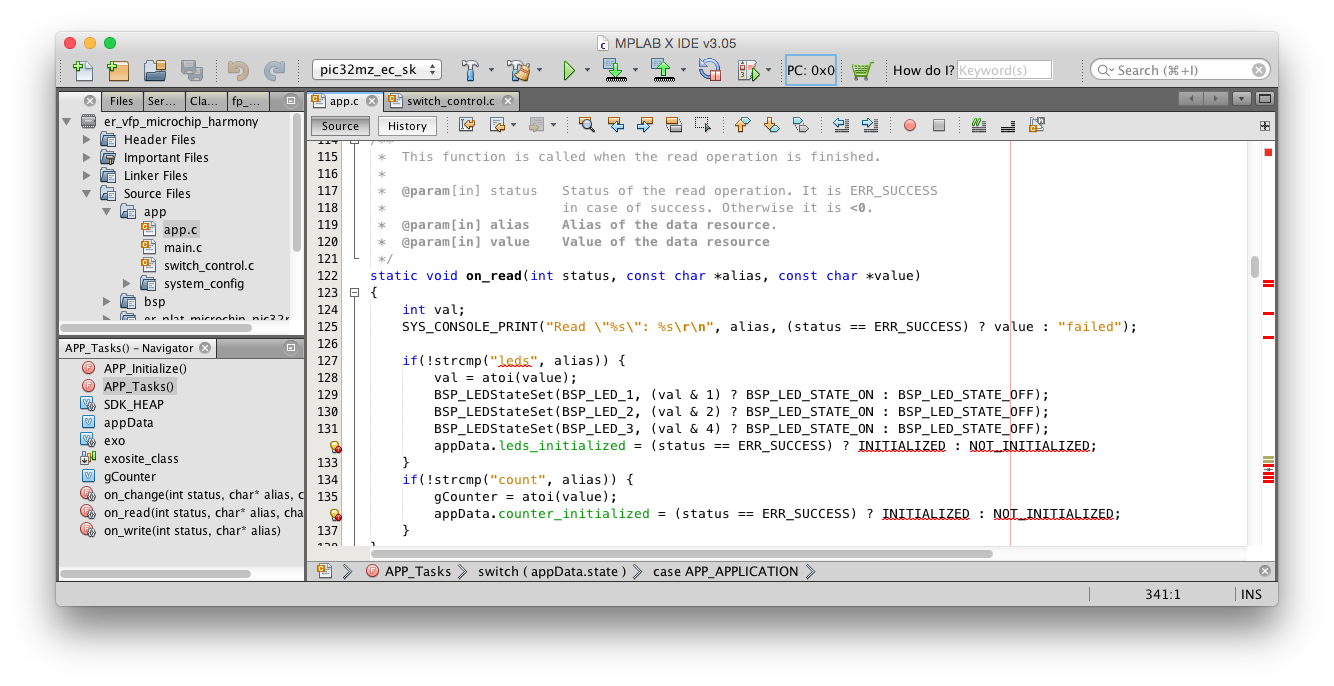 MPLAB X IDE v3.05
pic32mz_ec_sk
PC: 0x0
How do I?
Keyword(s)
Search (⌘+I)
Files
Ser...
Cla...
fp_...
app.c
switch_control.c
er_vfp_microchip_harmony
Header Files
Important Files
Linker Files
Source Files
app
app.c
main.c
switch_control.c
system_config
bsp
er_plat_microchip_pic32r
APP_Tasks() - Navigator
APP_Initialize()
APP_Tasks()
SDK_HEAP
appData
exo
exosite_class
gCounter
on_change(int status, char* alias, c
on_read(int status, char* alias, cha
on_write(int status, char* alias)
Source
History
114 /**
115 * This function is called when the read operation is finished.
116 *
117 * @param[in] status Status of the read operation. It is ERR_SUCCESS
118 * in case of success. Otherwise it is <0.
119 * @param[in] alias Alias of the data resource.
120 * @param[in] value Value of the data resource
121 */
122 static void on_read(int status, const char *alias, const char *value)
123 {
124 int val;
125 SYS_CONSOLE_PRINT("Read \"%s\": %s\r\n", alias, (status == ERR_SUCCESS) ? value : "failed");
126
127 if(!strcmp("leds", alias)) {
128 val = atoi(value);
129 BSP_LEDStateSet(BSP_LED_1, (val & 1) ? BSP_LED_STATE_ON : BSP_LED_STATE_OFF);
130 BSP_LEDStateSet(BSP_LED_2, (val & 2) ? BSP_LED_STATE_ON : BSP_LED_STATE_OFF);
131 BSP_LEDStateSet(BSP_LED_3, (val & 4) ? BSP_LED_STATE_ON : BSP_LED_STATE_OFF);
appData.leds_initialized = (status == ERR_SUCCESS) ? INITIALIZED : NOT_INITIALIZED;
133 }
134 if(!strcmp("count", alias)) {
135 gCounter = atoi(value);
appData.counter_initialized = (status == ERR_SUCCESS) ? INITIALIZED : NOT_INITIALIZED;
137 }
138 }
APP_Tasks
switch ( appData.state )
case APP_APPLICATION
341:1
INS